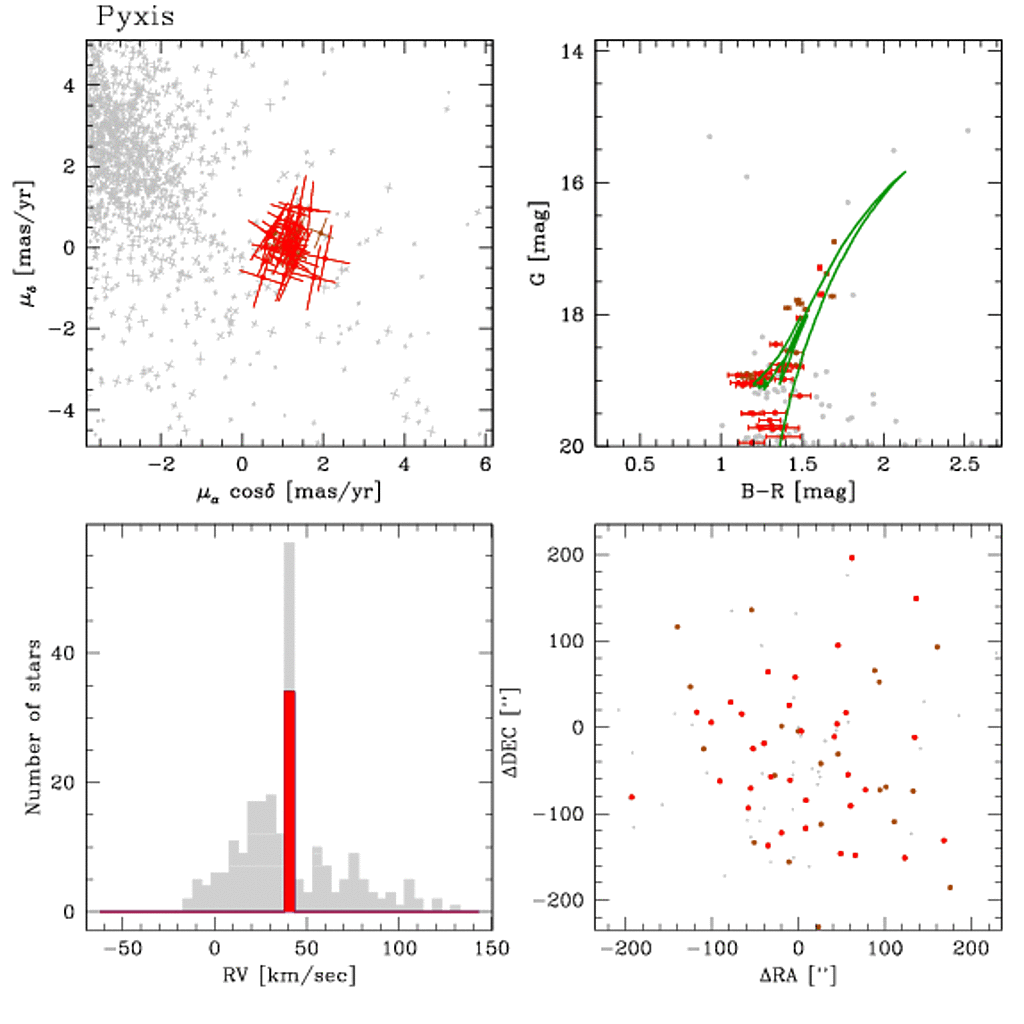 Pyxis
4
2
0
−2
−4
μδ [mas/yr]
−2 0 2 4 6
μα cosδ [mas/yr]
14
16
18
20
G [mag]
0.5 1 1.5 2 2.5
B−R [mag]
40
20
0
Number of stars
−50 0 50 100 150
RV [km/sec]
200
100
0
−100
−200
ΔDEC [″]
−200 −100 0 100 200
ΔRA [″]